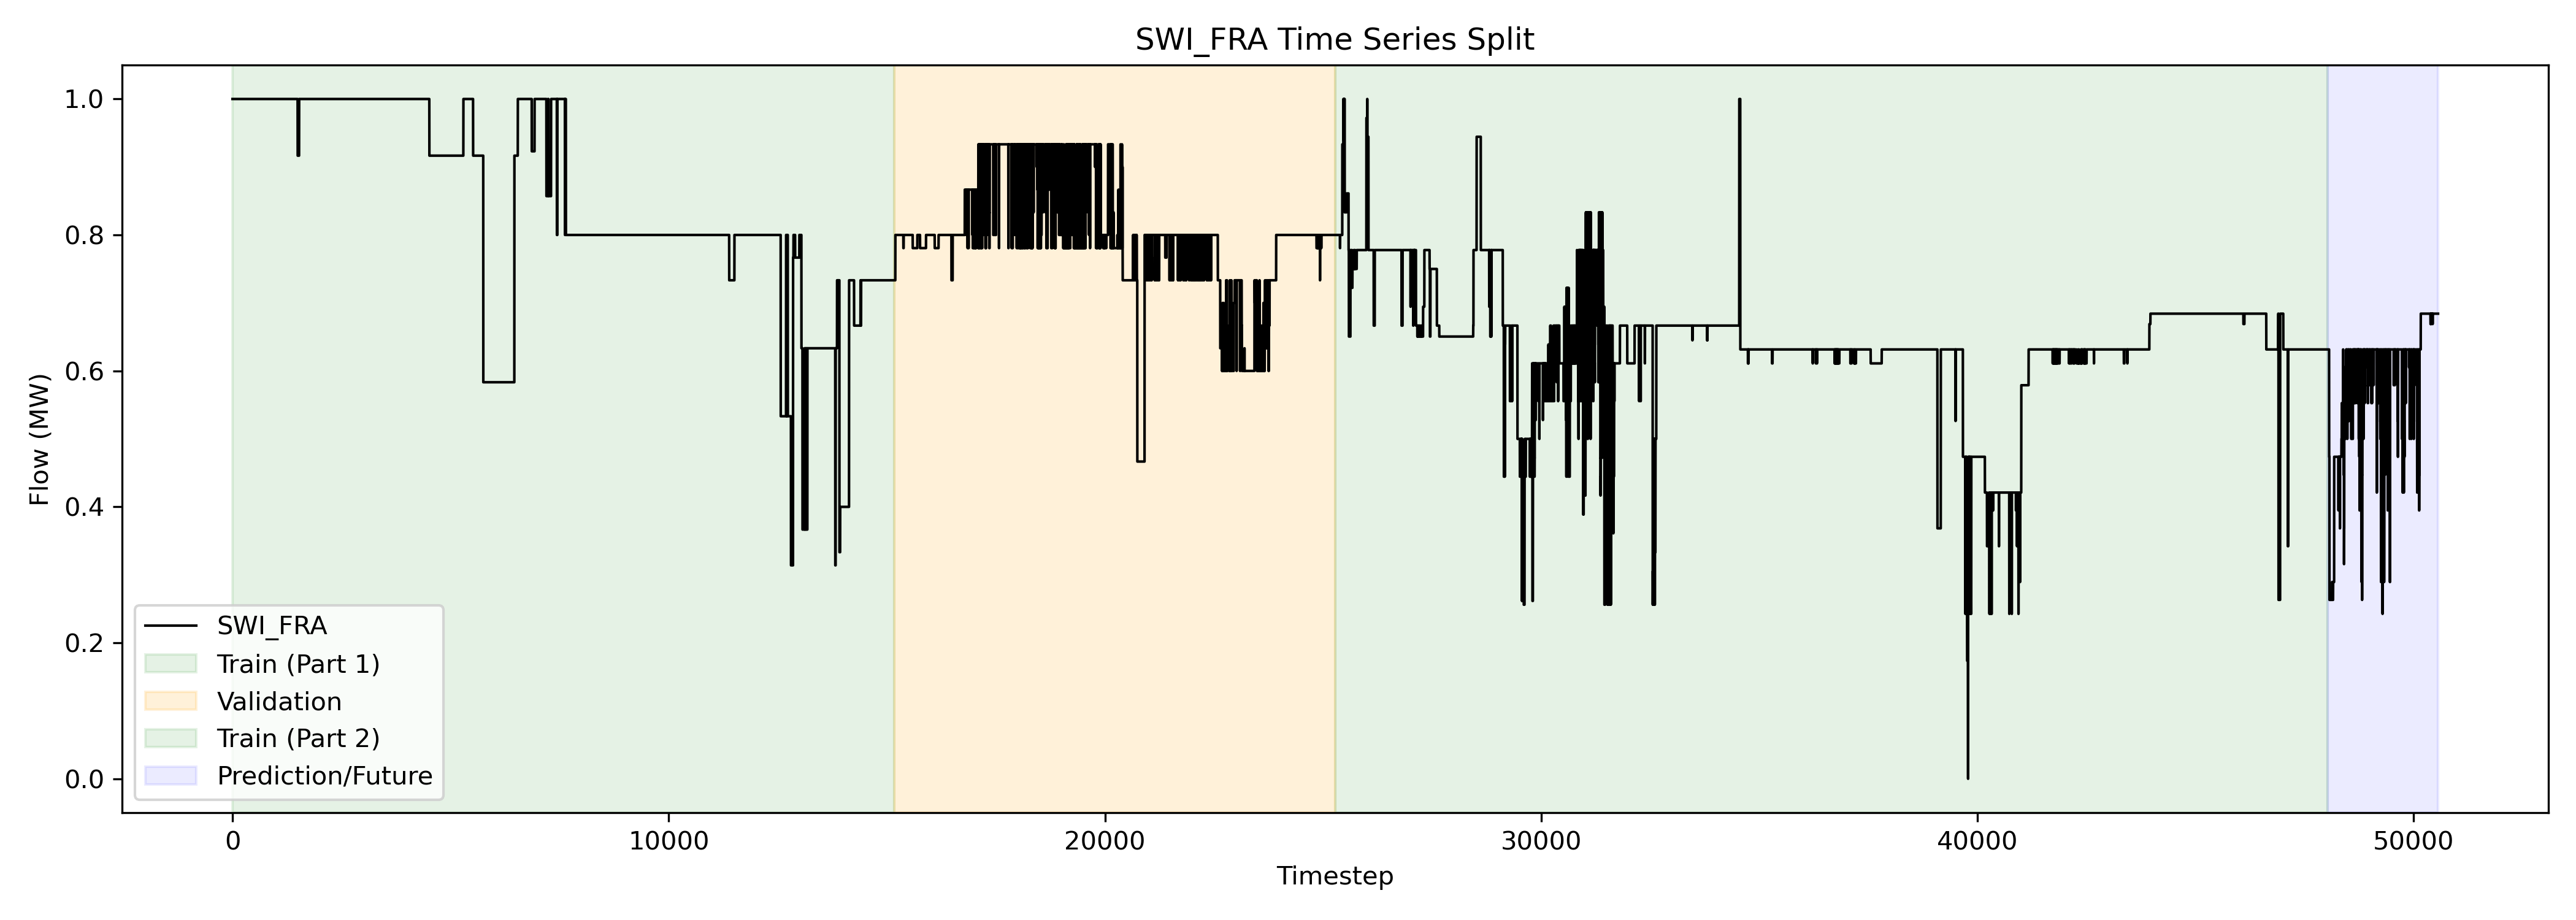 SWI_FRA Time Series Split
Flow (MW)
1.0
0.8
0.6
0.4
0.2
0.0
SWI_FRA
Train (Part 1)
Validation
Train (Part 2)
Prediction/Future
0 10000 20000 30000 40000 50000
Timestep